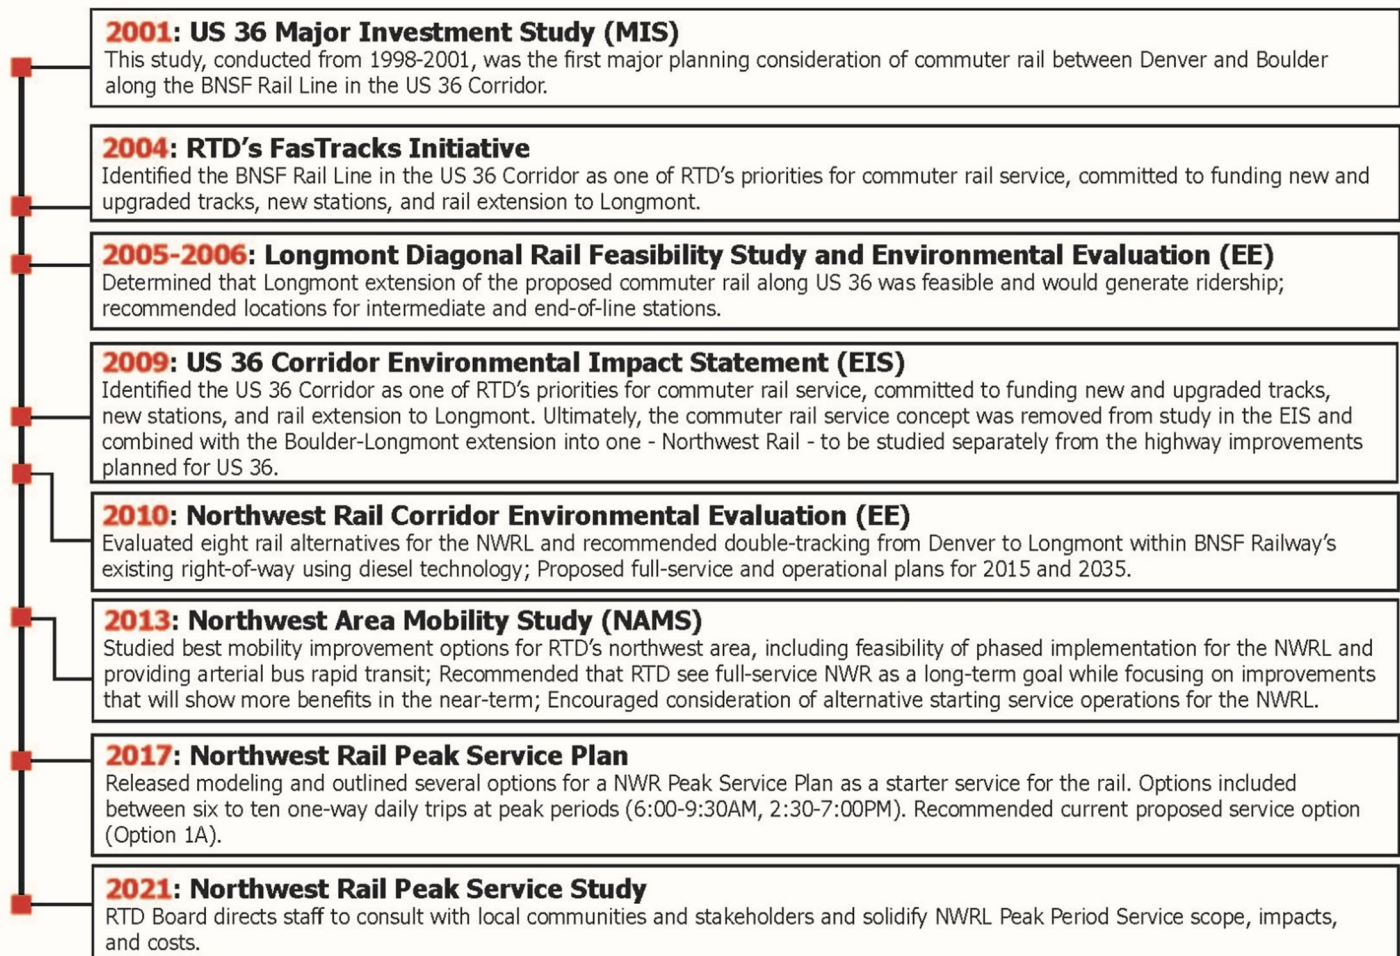 2001: US 36 Major Investment Study (MIS)
This study, conducted from 1998-2001, was the first major planning consideration of commuter rail between Denver and Boulder
along the BNSF Rail Line in the US 36 Corridor.
2004: RTD's FasTracks Initiative
Identified the BNSF Rail Line in the US 36 Corridor as one of RTD's priorities for commuter rail service, committed to funding new and
upgraded tracks, new stations, and rail extension to Longmont.
2005-2006: Longmont Diagonal Rail Feasibility Study and Environmental Evaluation (EE)
Determined that Longmont extension of the proposed commuter rail along US 36 was feasible and would generate ridership;
recommended locations for intermediate and end-of-line stations.
2009: US 36 Corridor Environmental Impact Statement (EIS)
Identified the US 36 Corridor as one of RTD's priorities for commuter rail service, committed to funding new and upgraded tracks,
new stations, and rail extension to Longmont. Ultimately, the commuter rail service concept was removed from study in the EIS and
combined with the Boulder-Longmont extension into one - Northwest Rail - to be studied separately from the highway improvements
planned for US 36.
2010: Northwest Rail Corridor Environmental Evaluation (EE)
Evaluated eight rail alternatives for the NWRL and recommended double-tracking from Denver to Longmont within BNSF Railway's
existing right-of-way using diesel technology; Proposed full-service and operational plans for 2015 and 2035.
2013: Northwest Area Mobility Study (NAMS)
Studied best mobility improvement options for RTD's northwest area, including feasibility of phased implementation for the NWRL and
providing arterial bus rapid transit; Recommended that RTD see full-service NWR as a long-term goal while focusing on improvements
that will show more benefits in the near-term; Encouraged consideration of alternative starting service operations for the NWRL.
2017: Northwest Rail Peak Service Plan
Released modeling and outlined several options for a NWR Peak Service Plan as a starter service for the rail. Options included
between six to ten one-way daily trips at peak periods (6:00-9:30AM, 2:30-7:00PM). Recommended current proposed service option
(Option 1A).
2021: Northwest Rail Peak Service Study
RTD Board directs staff to consult with local communities and stakeholders and solidify NWRL Peak Period Service scope, impacts,
and costs.